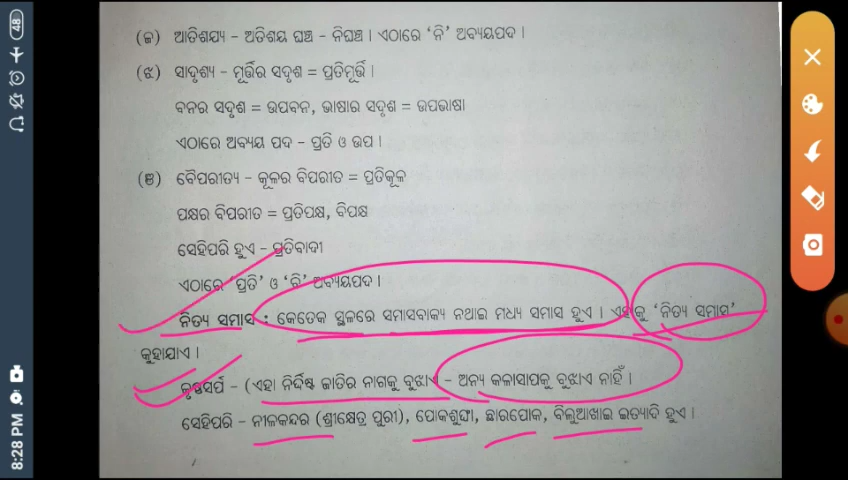 (ଜ) ଆତିଶଯ୍ୟ - ଅତିଶୟ ଘଞ୍ଚ - ନିଘଞ୍ଚ । ଏଠାରେ ‘ନି’ ଅବ୍ୟୟପଦ ।
(ଝ) ସାଦୃଶ୍ୟ - ମୂର୍ତ୍ତିର ସଦୃଶ = ପ୍ରତିମୂର୍ତ୍ତି ।
ବନର ସଦୃଶ = ଉପବନ, ଭାଷାର ସଦୃଶ = ଉପଭାଷା
ଏଠାରେ ଅବ୍ୟୟ ପଦ - ପ୍ରତି ଓ ଉପ ।
(ଞ) ବୈପରୀତ୍ୟ - କୂଳର ବିପରୀତ = ପ୍ରତିକୂଳ
ପକ୍ଷର ବିପରୀତ = ପ୍ରତିପକ୍ଷ, ବିପକ୍ଷ
ସେହିପରି ହୁଏ - ପ୍ରତିବାଦୀ
ଏଠାରେ ‘ପ୍ରତି’ ଓ ‘ବି’ ଅବ୍ୟୟପଦ ।
ନିତ୍ୟ ସମାସ : କେତେକ ସ୍ଥଳରେ ସମାସବାକ୍ୟ ନଥାଇ ମଧ୍ୟ ସମାସ ହୁଏ । ଏହାକୁ ‘ନିତ୍ୟ ସମାସ’
କୁହାଯାଏ ।
କୃଷ୍ଣସର୍ପ - (ଏହା ନିର୍ଦ୍ଦିଷ୍ଟ ଜାତିର ନାଗକୁ ବୁଝାଏ - ଅନ୍ୟ କଳାସାପକୁ ବୁଝାଏ ନାହିଁ ।
ସେହିପରି - ନୀଳକନ୍ଦର (ଶ୍ରୀକ୍ଷେତ୍ର ପୁରୀ), ପୋକଶୁଙ୍ଘା, ଛାରପୋକ, ବିଲୁଆଖାଇ ଇତ୍ୟାଦି ହୁଏ ।
8:28 PM
48